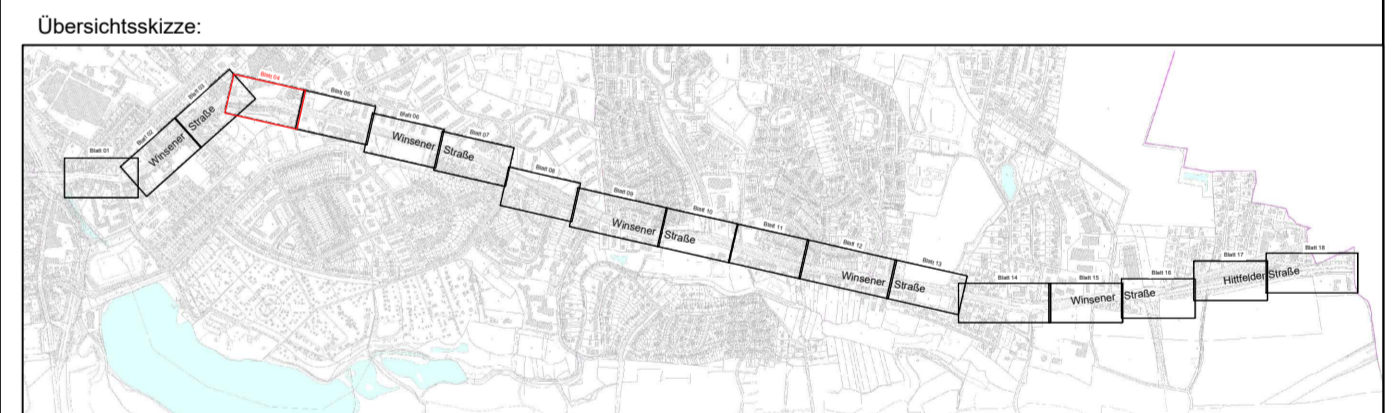 Übersichtsskizze:
Blatt 01
Blatt 02
Blatt 03
Winsener Straße
Blatt 04
Blatt 05
Blatt 06
Blatt 07
Winsener Straße
Blatt 08
Blatt 09
Blatt 10
Winsener Straße
Blatt 11
Blatt 12
Blatt 13
Winsener Straße
Blatt 14
Blatt 15
Blatt 16
Winsener Straße
Blatt 17
Blatt 18
Hittfelder Straße